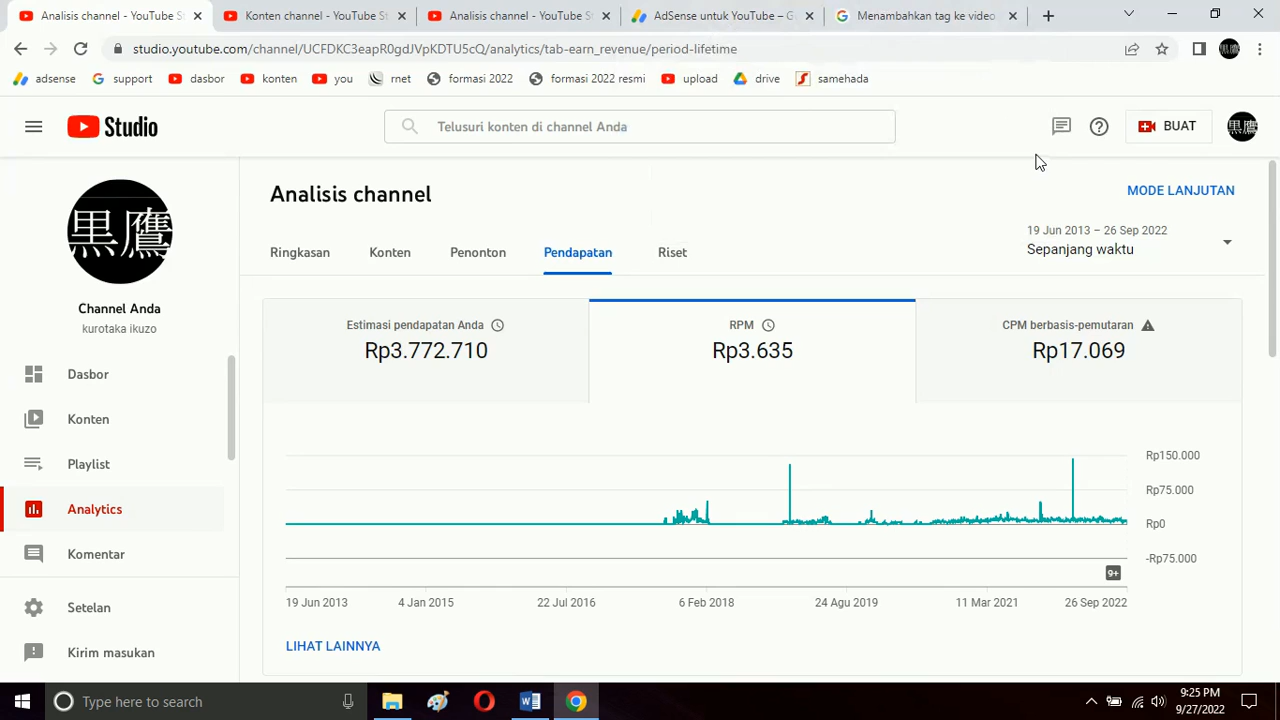 Analisis channel - YouTube S
Konten channel - YouTube St
Analisis channel - YouTube St
AdSense untuk YouTube – G
Menambahkan tag ke video
studio.youtube.com/channel/UCFDKC3eapR0gdJVpKDTU5cQ/analytics/tab-earn_revenue/period-lifetime
adsense
support
dasbor
konten
you
rnet
formasi 2022
formasi 2022 resmi
upload
drive
samehada
Studio
Telusuri konten di channel Anda
BUAT
黒鷹
黒鷹
Channel Anda
kurotaka ikuzo
Dasbor
Konten
Playlist
Analytics
Komentar
Setelan
Kirim masukan
Analisis channel
MODE LANJUTAN
Ringkasan
Konten
Penonton
Pendapatan
Riset
19 Jun 2013 – 26 Sep 2022
Sepanjang waktu
Estimasi pendapatan Anda
Rp3.772.710
RPM
Rp3.635
CPM berbasis-pemutaran
Rp17.069
Rp150.000
Rp75.000
Rp0
-Rp75.000
9+
19 Jun 2013
4 Jan 2015
22 Jul 2016
6 Feb 2018
24 Agu 2019
11 Mar 2021
26 Sep 2022
LIHAT LAINNYA
Type here to search
9:25 PM
9/27/2022